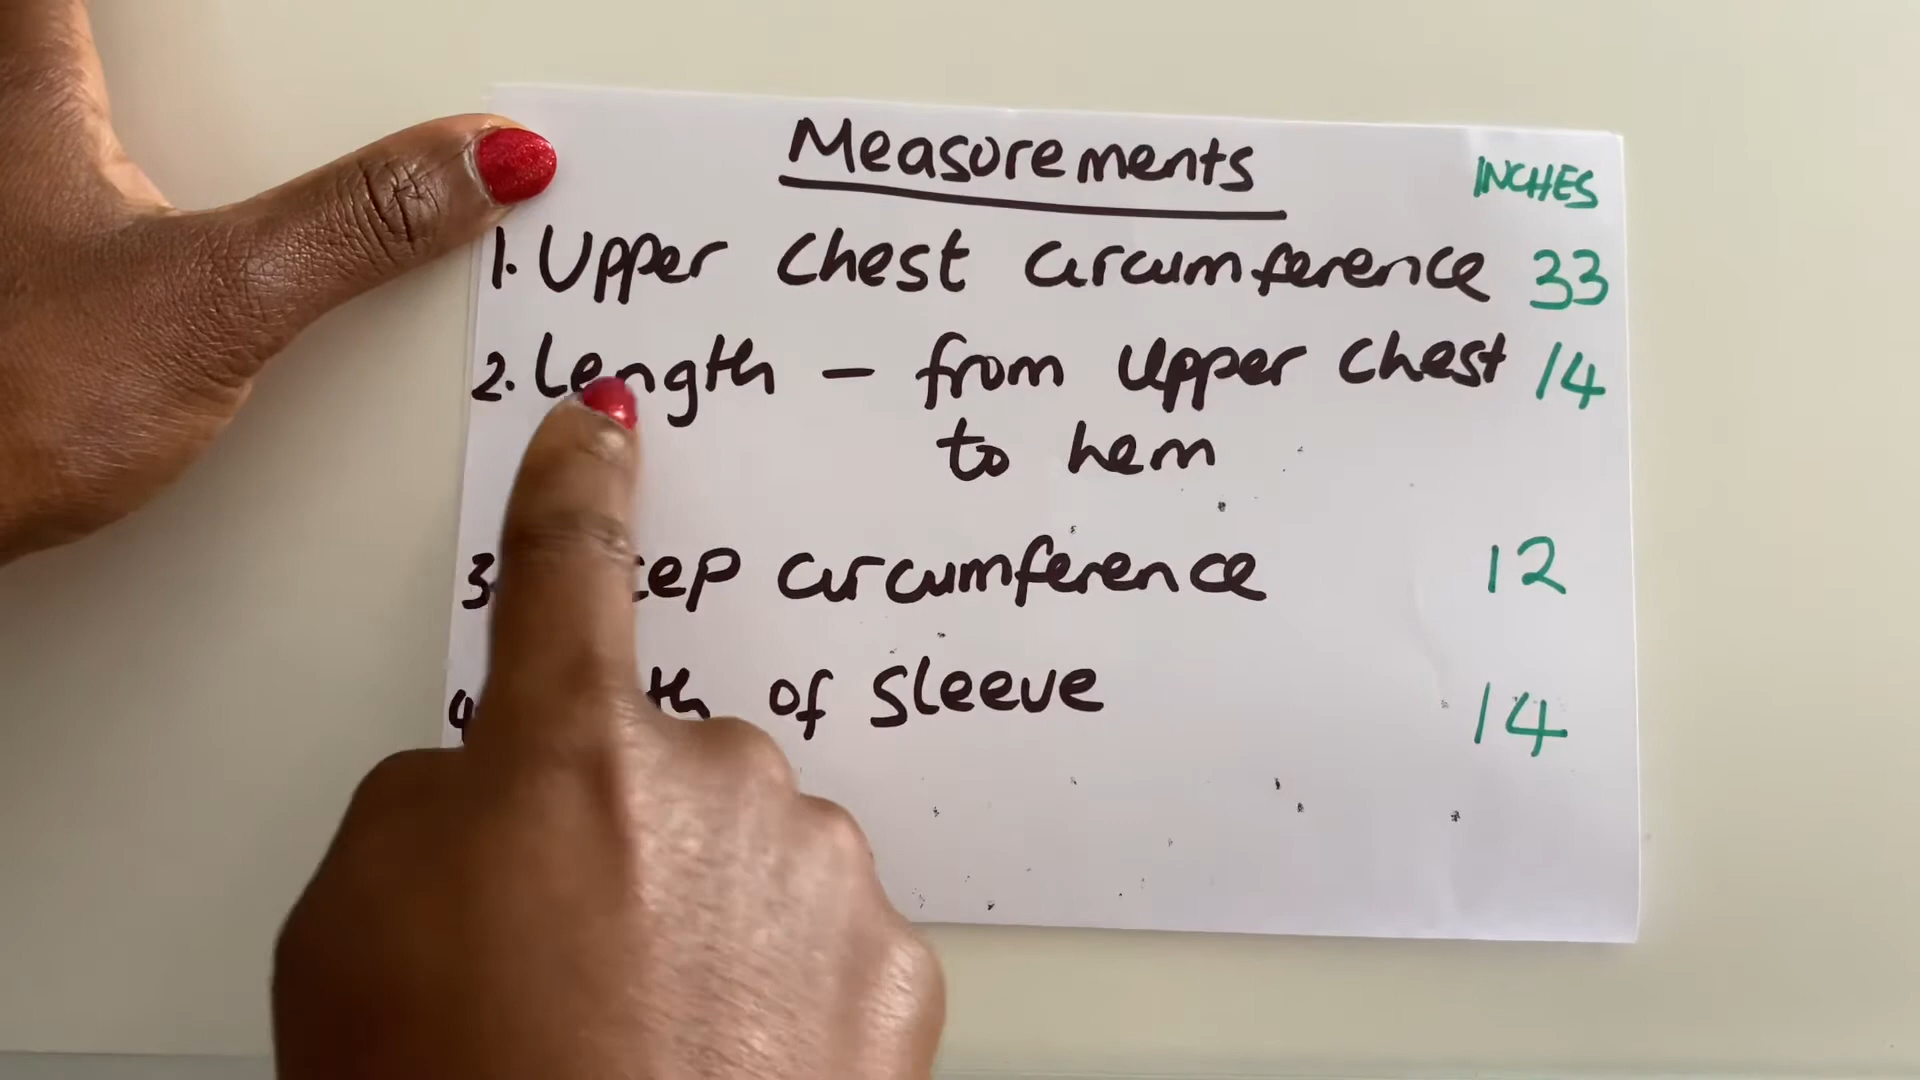 Measurements INCHES
1. Upper chest circumference 33
2. Length - from upper chest 14
to hem
3. circumference 12
of sleeve 14